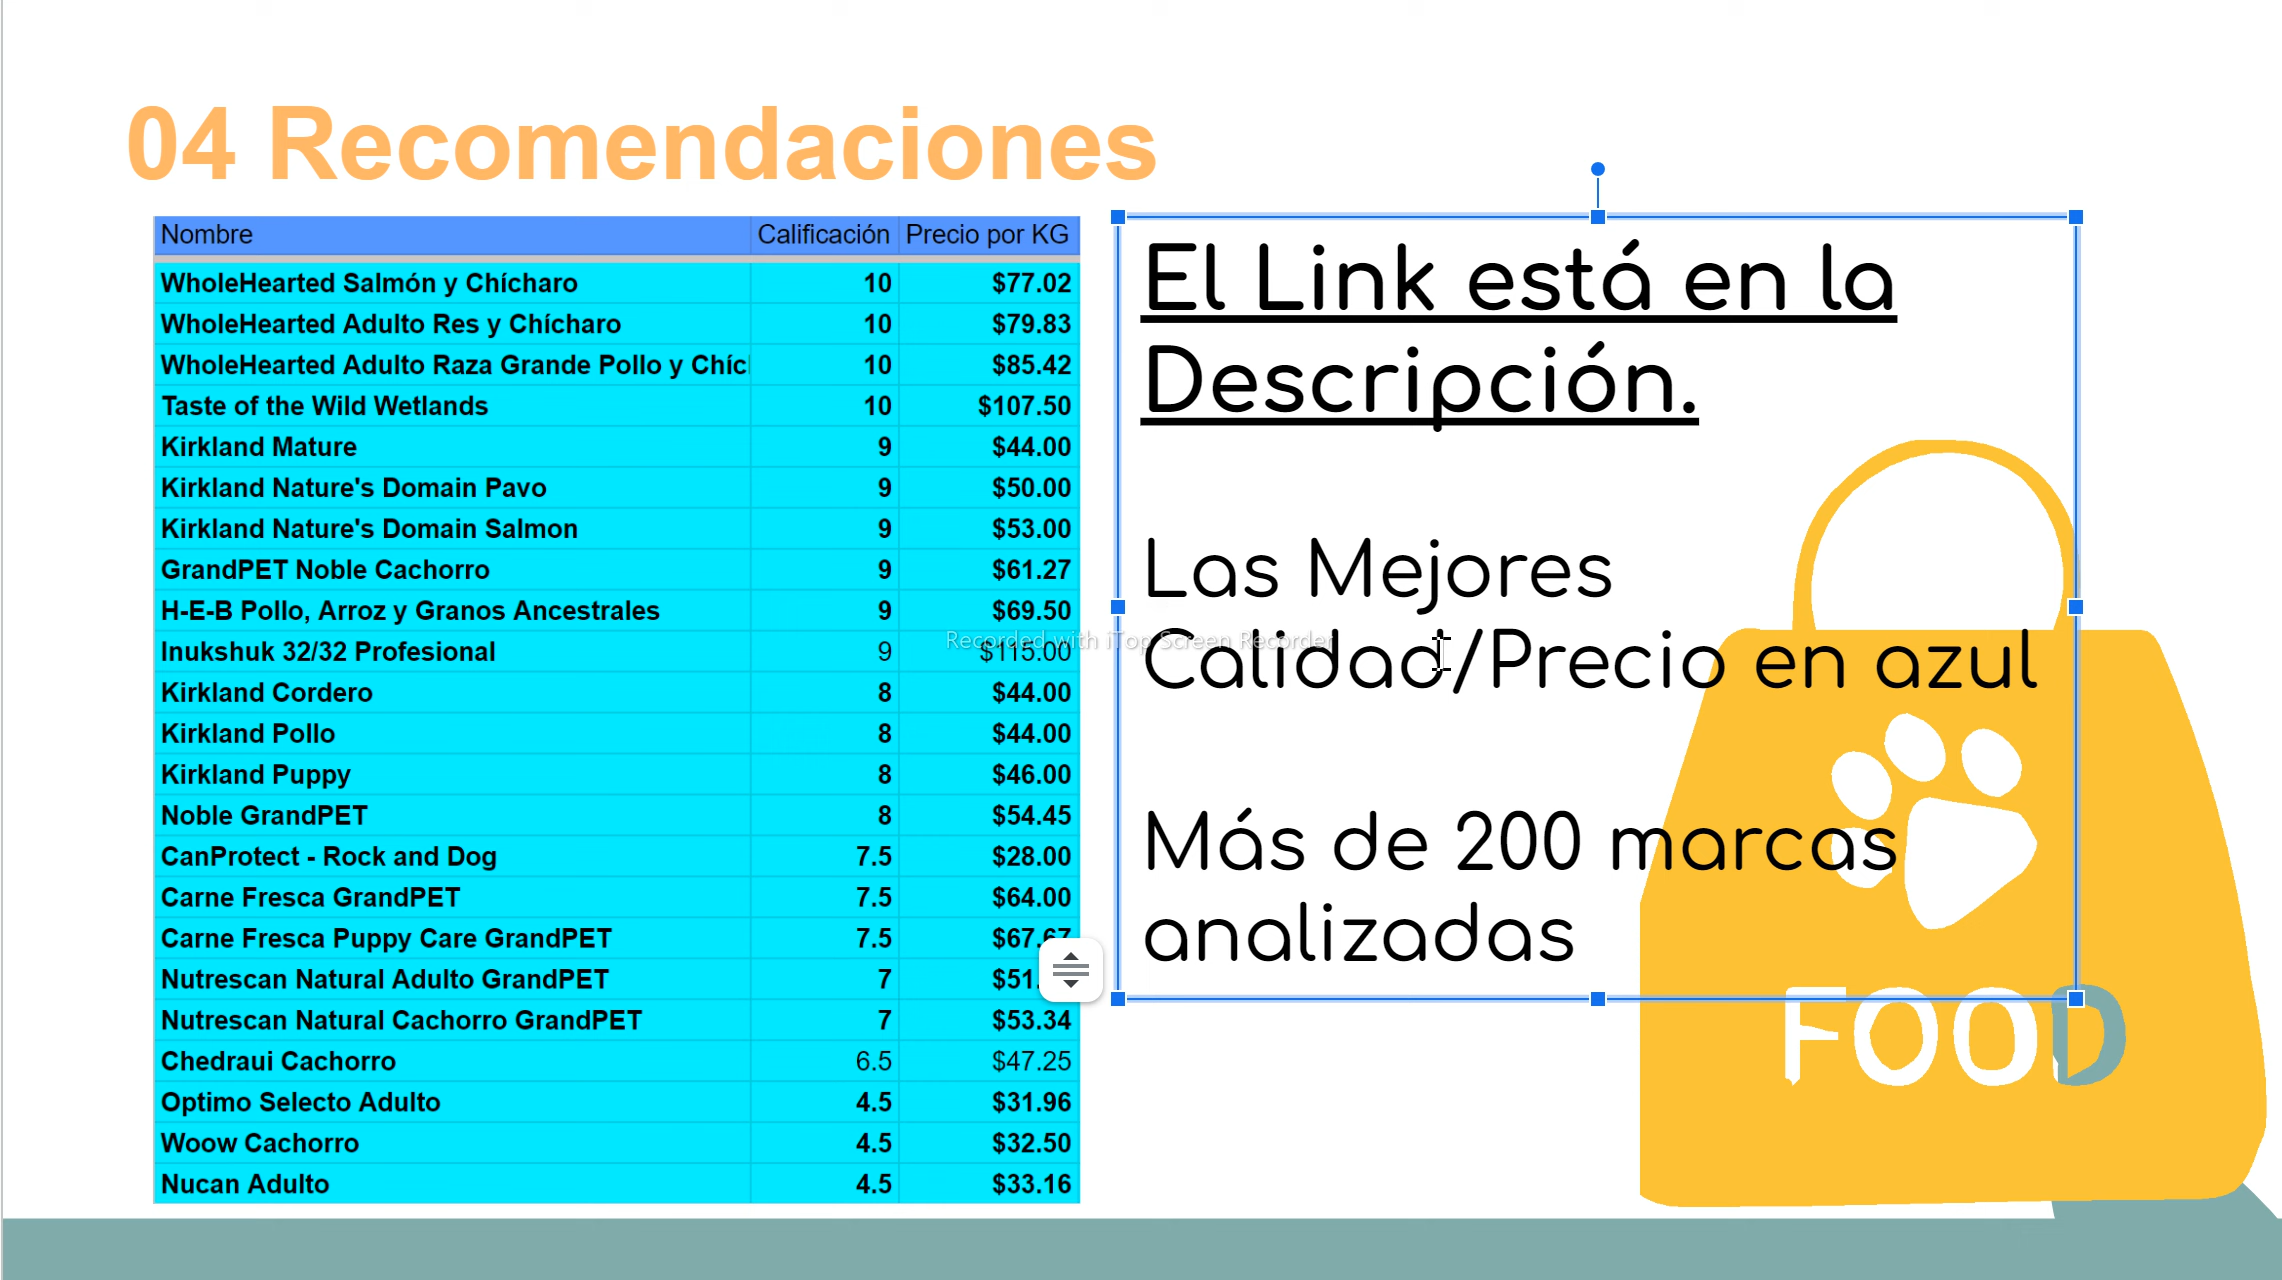 04 Recomendaciones
Nombre Calificación Precio por KG
WholeHearted Salmón y Chícharo 10 $77.02
WholeHearted Adulto Res y Chícharo 10 $79.83
WholeHearted Adulto Raza Grande Pollo y Chícl 10 $85.42
Taste of the Wild Wetlands 10 $107.50
Kirkland Mature 9 $44.00
Kirkland Nature's Domain Pavo 9 $50.00
Kirkland Nature's Domain Salmon 9 $53.00
GrandPET Noble Cachorro 9 $61.27
H-E-B Pollo, Arroz y Granos Ancestrales 9 $69.50
Inukshuk 32/32 Profesional 9 $115.00
Kirkland Cordero 8 $44.00
Kirkland Pollo 8 $44.00
Kirkland Puppy 8 $46.00
Noble GrandPET 8 $54.45
CanProtect - Rock and Dog 7.5 $28.00
Carne Fresca GrandPET 7.5 $64.00
Carne Fresca Puppy Care GrandPET 7.5 $67.67
Nutrescan Natural Adulto GrandPET 7 $51.
Nutrescan Natural Cachorro GrandPET 7 $53.34
Chedraui Cachorro 6.5 $47.25
Optimo Selecto Adulto 4.5 $31.96
Woow Cachorro 4.5 $32.50
Nucan Adulto 4.5 $33.16
El Link está en la
Descripción.
Las Mejores
Calidad/Precio en azul
Más de 200 marcas
analizadas
Recorded with iTop Screen Recorder
FOOD